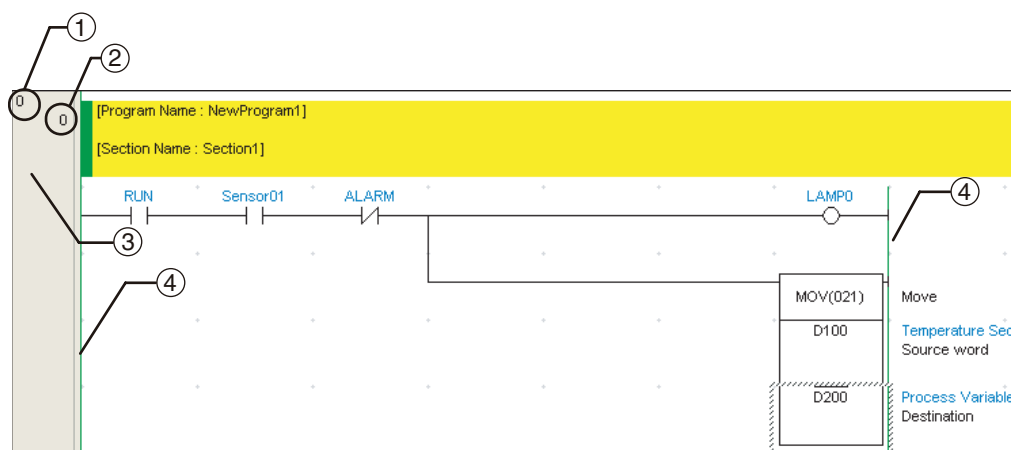 ①
②
0
0
[Program Name : NewProgram1]
[Section Name : Section1]
RUN Sensor01 ALARM LAMP0
④
③
④
MOV(021) Move
D100 Temperature Sec
Source word
D200 Process Variable
Destination